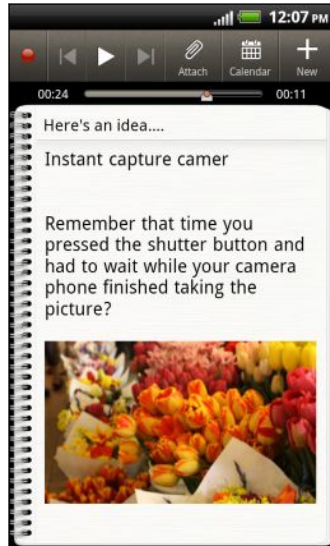 12:07 PM
Attach
Calendar
New
00:24
00:11
Here's an idea....
Instant capture camer
Remember that time you
pressed the shutter button and
had to wait while your camera
phone finished taking the
picture?